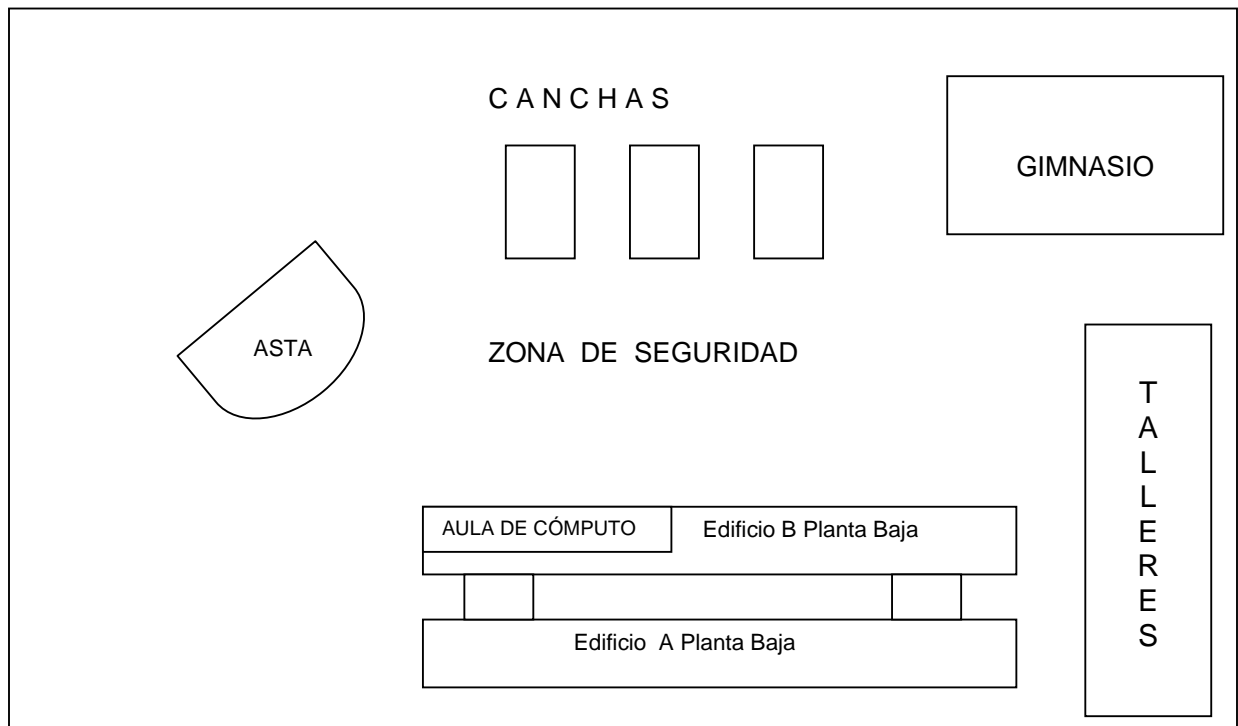 C A N C H A S
GIMNASIO
ASTA
ZONA DE SEGURIDAD
T
A
L
L
E
R
E
S
AULA DE CÓMPUTO
Edificio B Planta Baja
Edificio A Planta Baja